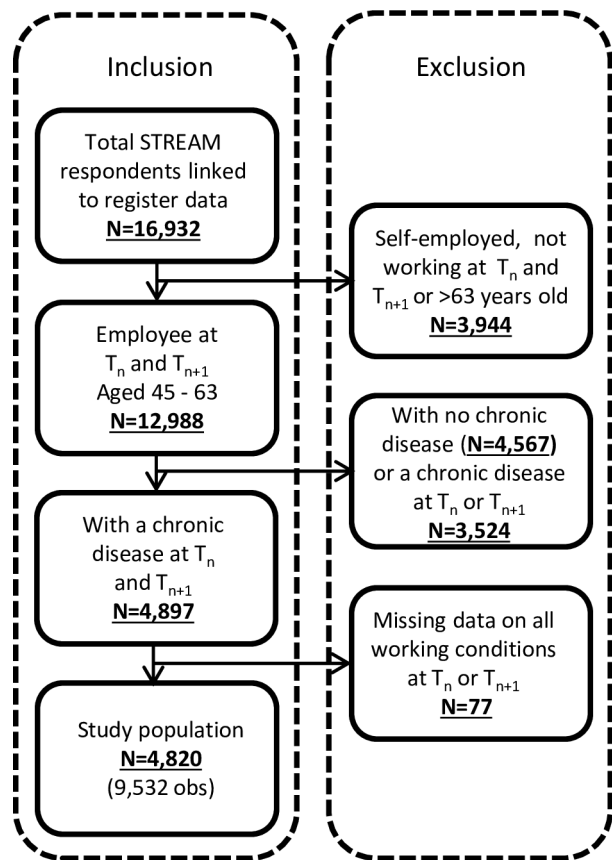 Inclusion
Total STREAM
respondents linked
to register data
N=16,932
Employee at
Tn and Tn+1
Aged 45 - 63
N=12,988
With a chronic
disease at Tn
and Tn+1
N=4,897
Study population
N=4,820
(9,532 obs)
Exclusion
Self-employed, not
working at Tn and
Tn+1 or >63 years old
N=3,944
With no chronic
disease (N=4,567)
or a chronic disease
at Tn or Tn+1
N=3,524
Missing data on all
working conditions
at Tn or Tn+1
N=77